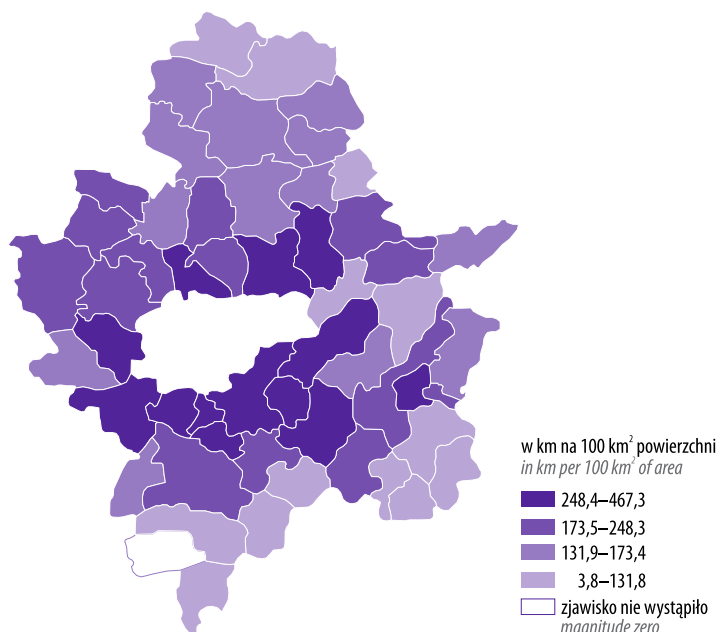 w km na 100 km² powierzchni
in km per 100 km² of area
248,4–467,3
173,5–248,3
131,9–173,4
3,8–131,8
zjawisko nie wystąpiło
magnitude zero